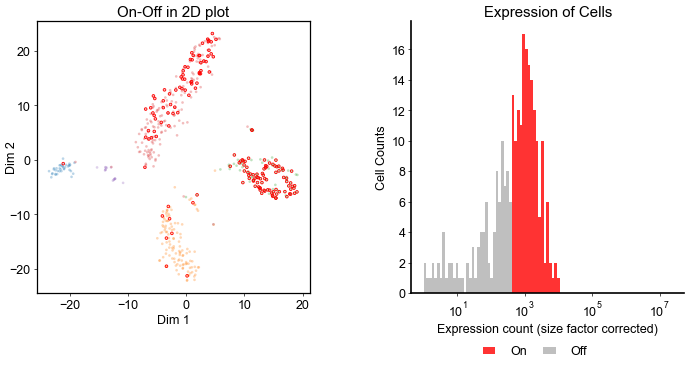 On-Off in 2D plot
Dim 2
20
10
0
−10
−20
−20 −10 0 10 20
Dim 1
Expression of Cells
Cell Counts
16
14
12
10
8
6
4
2
0
10^1 10^3 10^5 10^7
Expression count (size factor corrected)
On Off